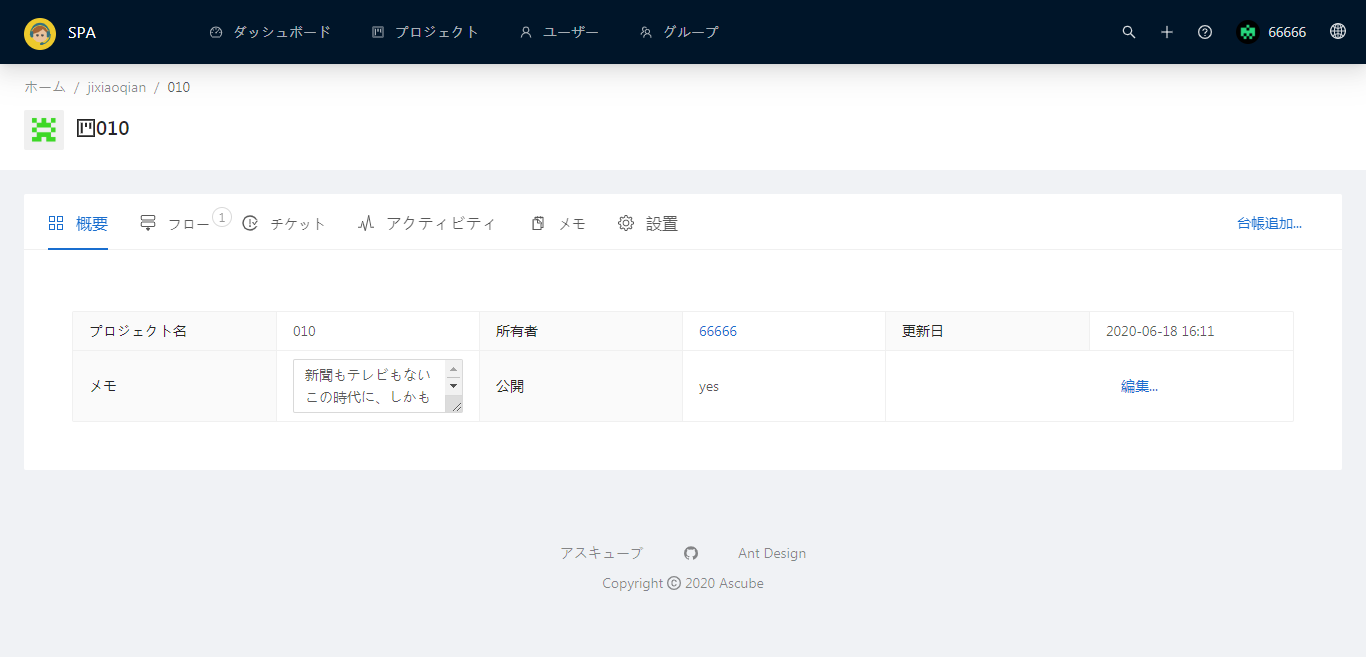 SPA ダッシュボード プロジェクト ユーザー グループ 66666
ホーム / jixiaoqian / 010
010
概要 フロー 1 チケット アクティビティ メモ 设置 台帳追加...
プロジェクト名 010 所有者 66666 更新日 2020-06-18 16:11
メモ 新聞もテレビもない 公開 yes 編集...
この時代に、しかも
アスキューブ Ant Design
Copyright © 2020 Ascube